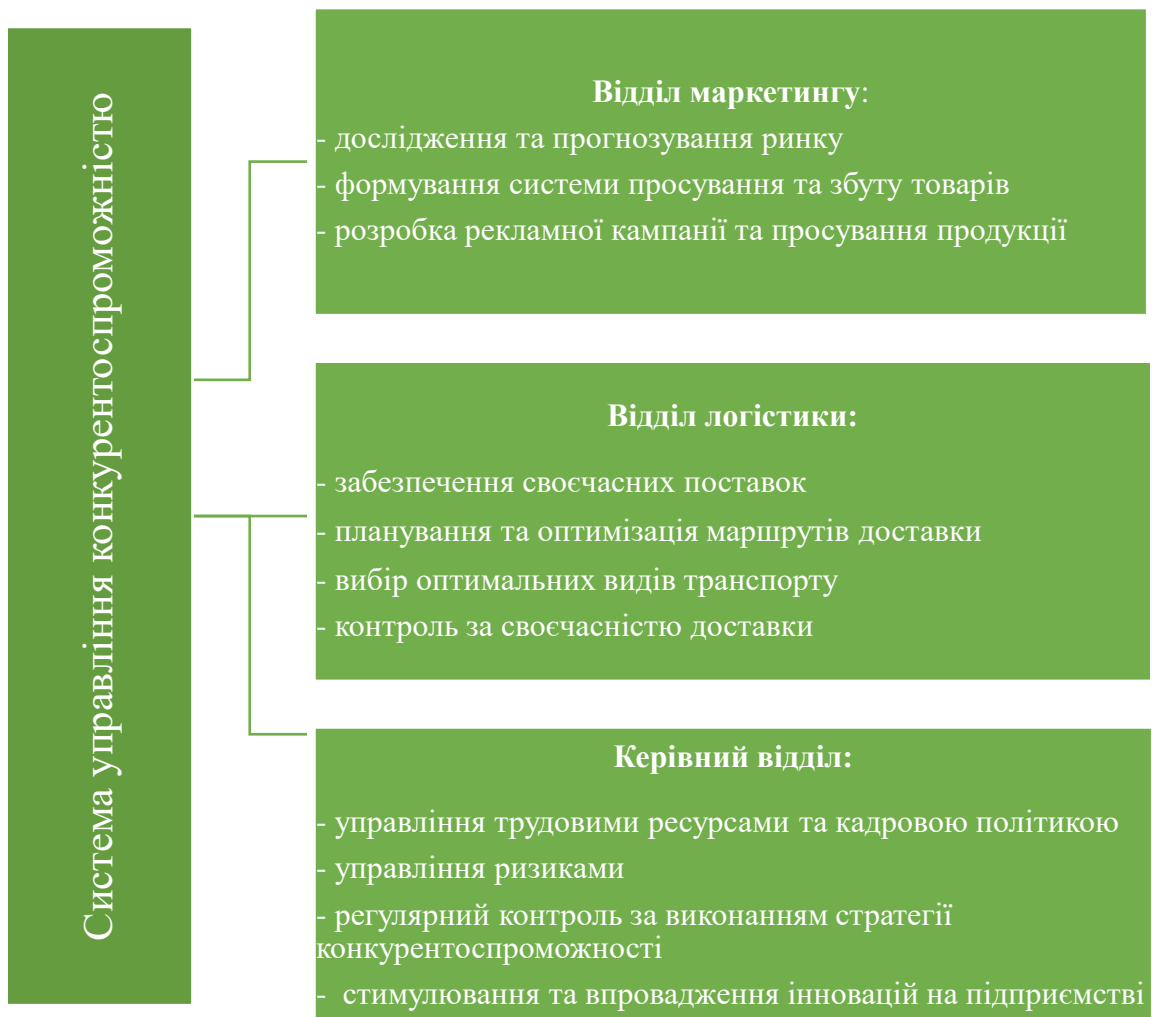 Система управління конкурентоспроможністю
Відділ маркетингу:
- дослідження та прогнозування ринку
- формування системи просування та збуту товарів
- розробка рекламної кампанії та просування продукції
Відділ логістики:
- забезпечення своєчасних поставок
- планування та оптимізація маршрутів доставки
- вибір оптимальних видів транспорту
- контроль за своєчасністю доставки
Керівний відділ:
- управління трудовими ресурсами та кадровою політикою
- управління ризиками
- регулярний контроль за виконанням стратегії
конкурентоспроможності
- стимулювання та впровадження інновацій на підприємстві